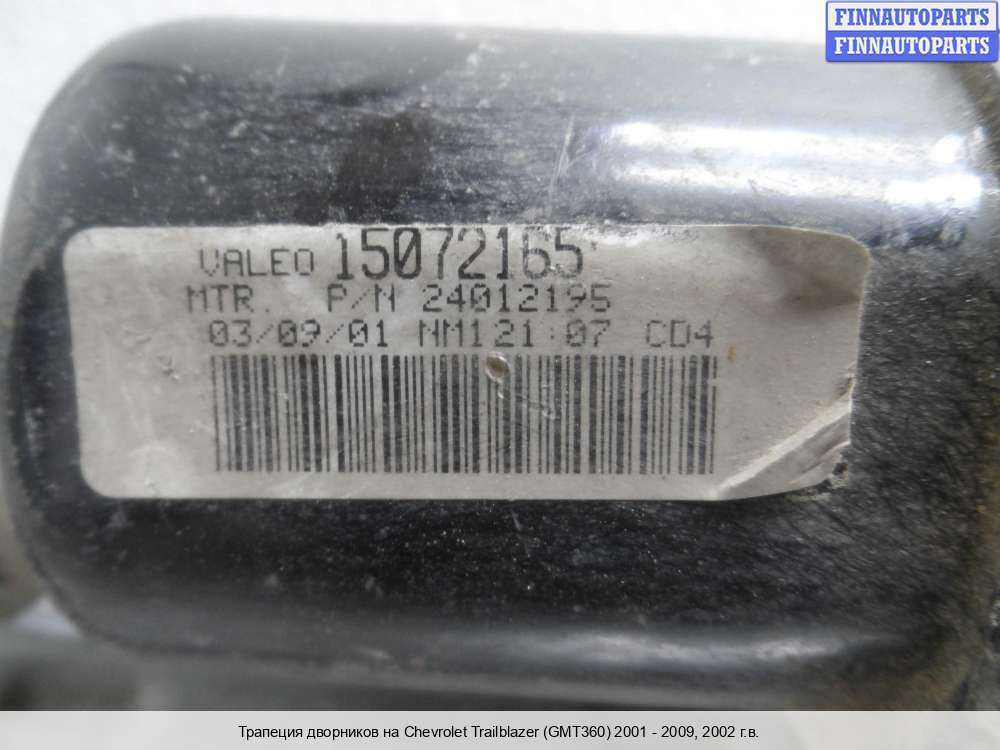 FINNAUTOPARTS
FINNAUTOPARTS
VALEO 15072165
MTR. P/N 24012195
03/09/01 NM121:07 CD4
Трапеция дворников на Chevrolet Trailblazer (GMT360) 2001 - 2009, 2002 г.в.